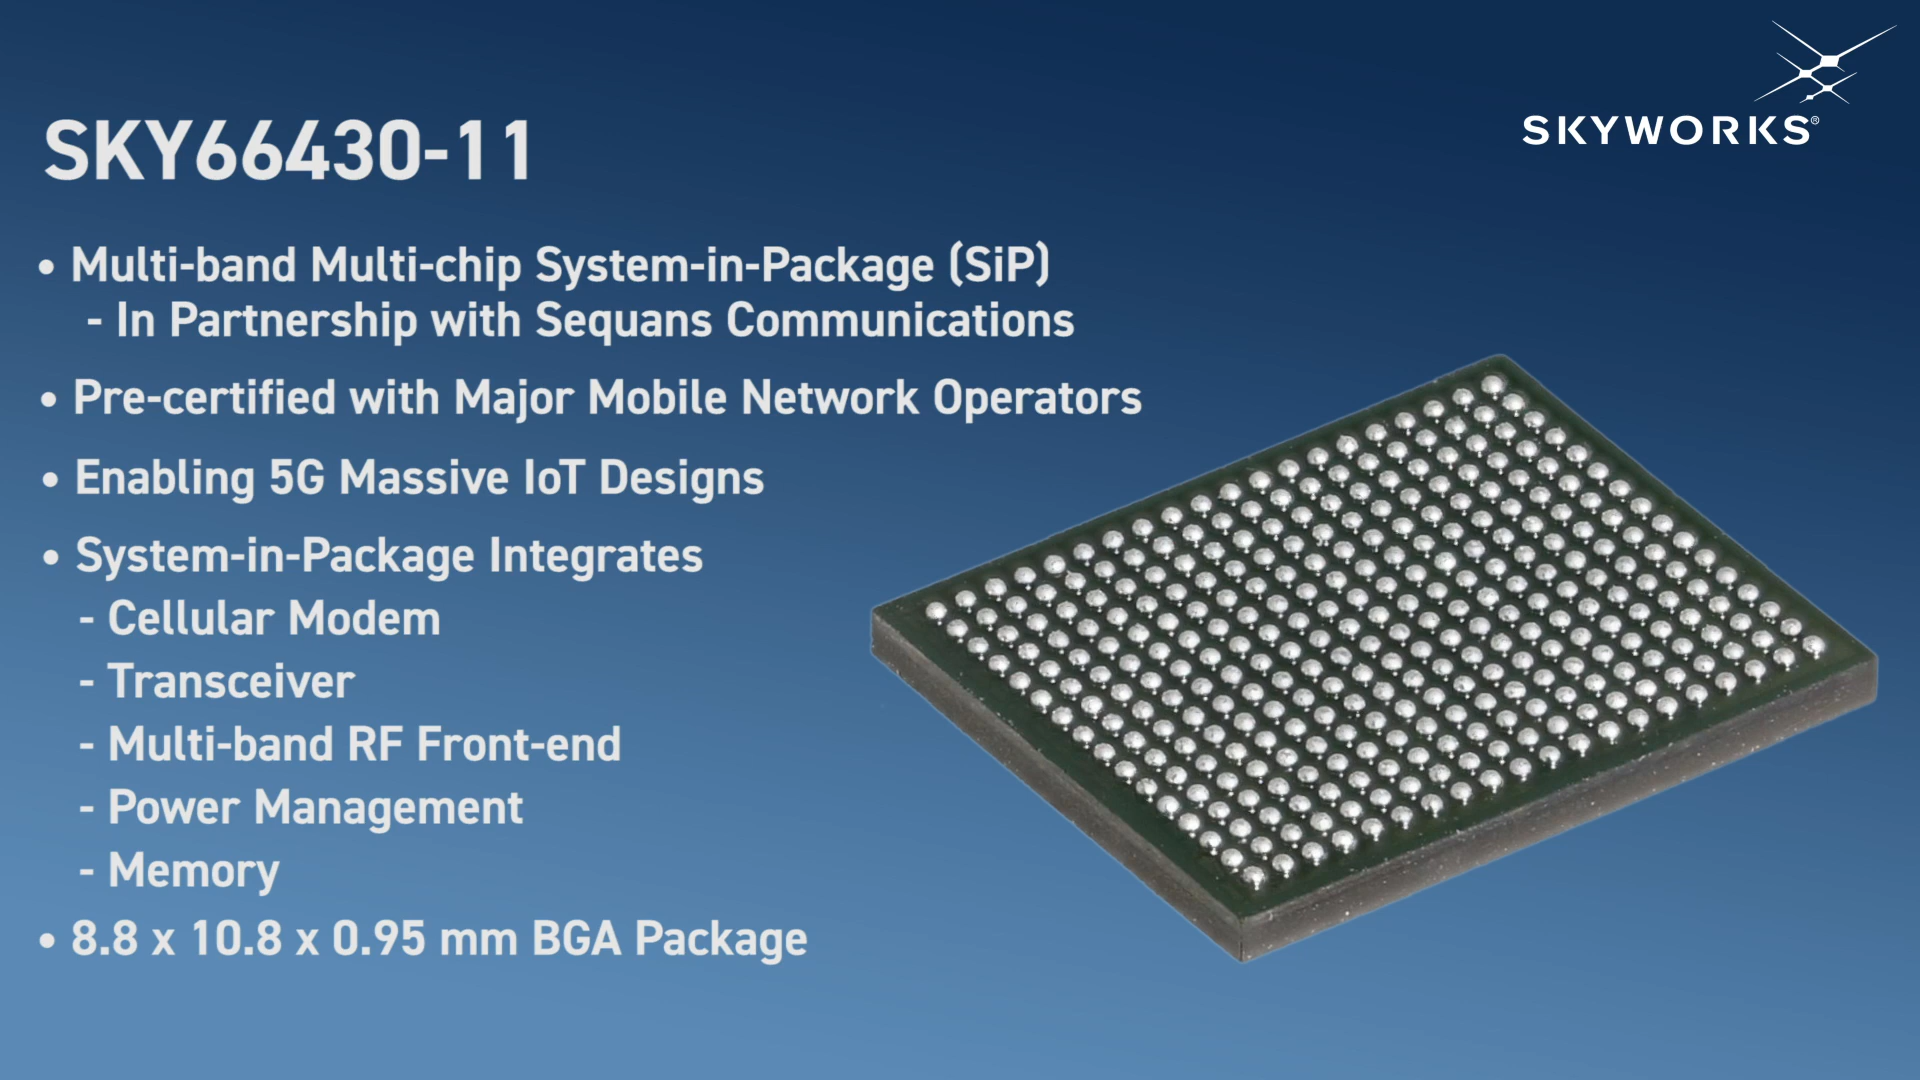 SKYWORKS®
SKY66430-11
• Multi-band Multi-chip System-in-Package (SiP)
- In Partnership with Sequans Communications
• Pre-certified with Major Mobile Network Operators
• Enabling 5G Massive IoT Designs
• System-in-Package Integrates
- Cellular Modem
- Transceiver
- Multi-band RF Front-end
- Power Management
- Memory
• 8.8 x 10.8 x 0.95 mm BGA Package